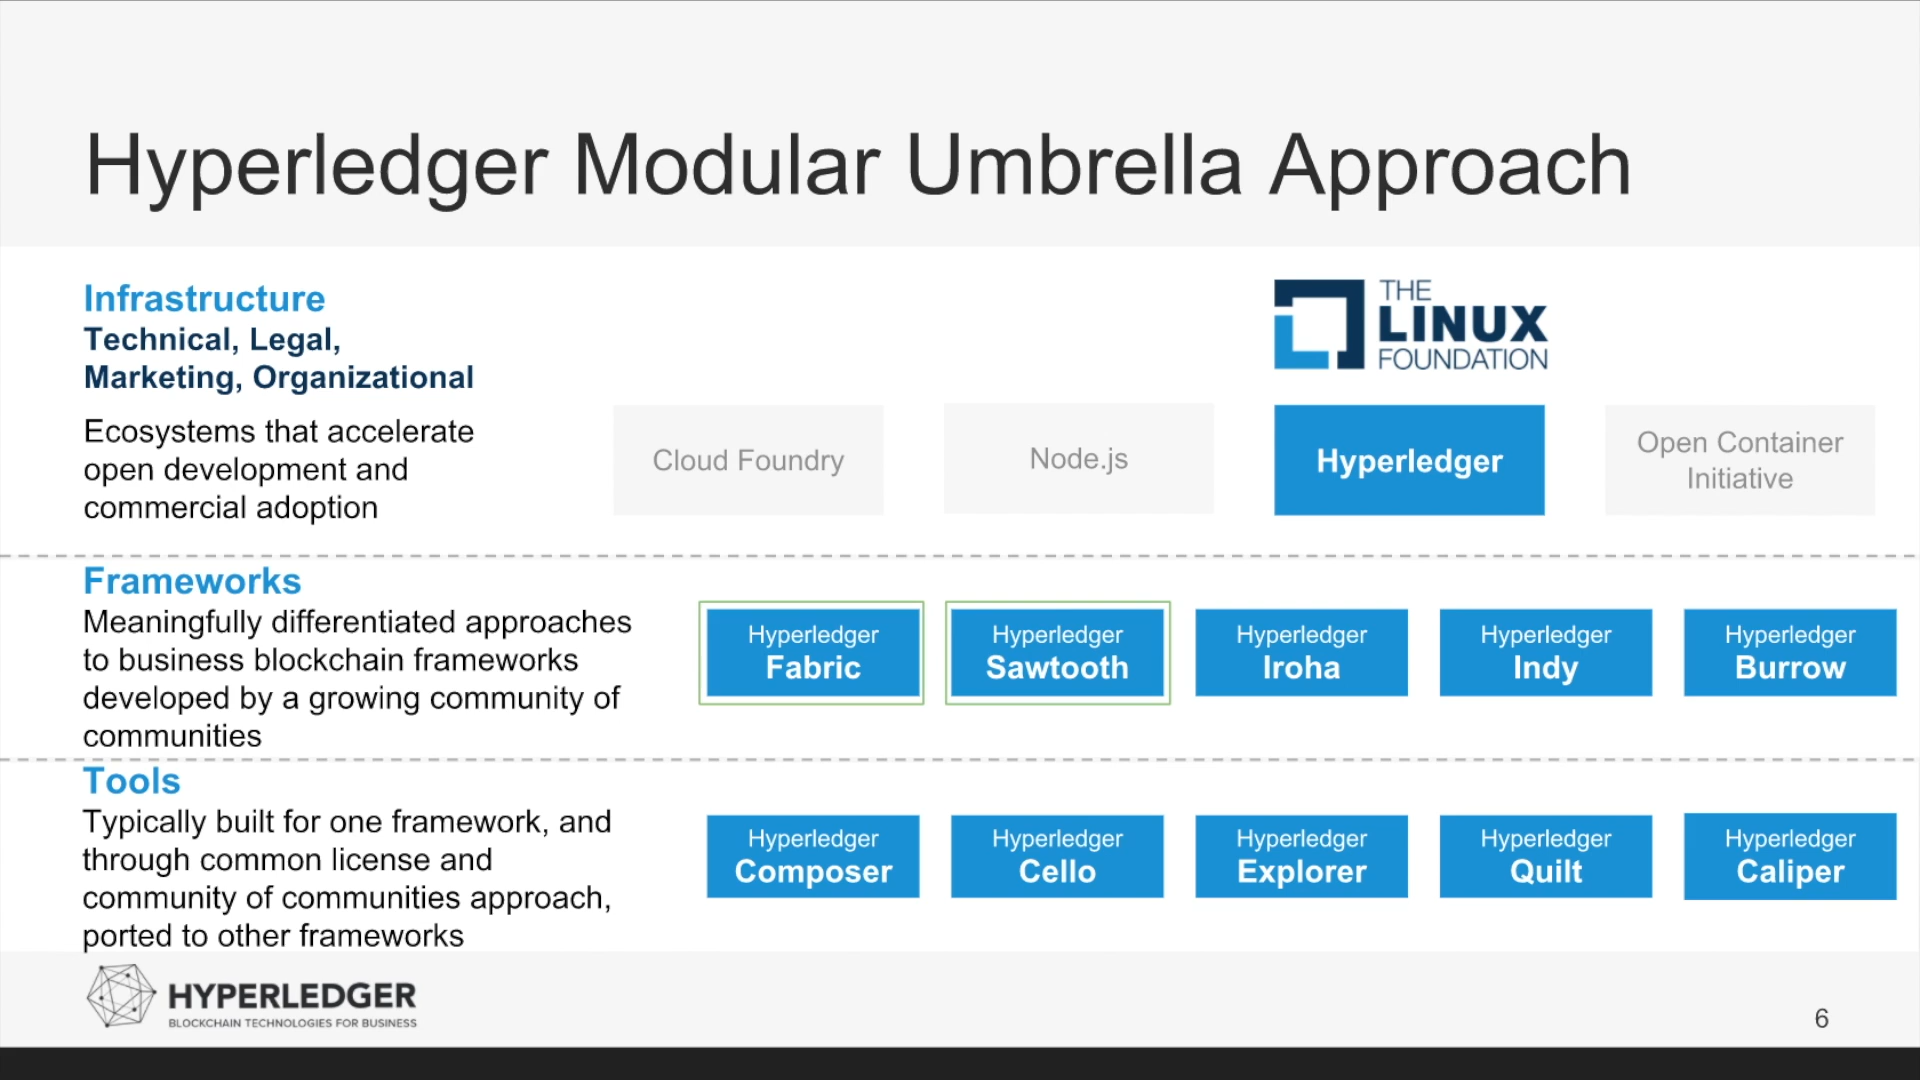 Hyperledger Modular Umbrella Approach
Infrastructure
Technical, Legal,
Marketing, Organizational
Ecosystems that accelerate
open development and
commercial adoption
THE
LINUX
FOUNDATION
Cloud Foundry
Node.js
Hyperledger
Open Container
Initiative
Frameworks
Meaningfully differentiated approaches
to business blockchain frameworks
developed by a growing community of
communities
Hyperledger
Fabric
Hyperledger
Sawtooth
Hyperledger
Iroha
Hyperledger
Indy
Hyperledger
Burrow
Tools
Typically built for one framework, and
through common license and
community of communities approach,
ported to other frameworks
Hyperledger
Composer
Hyperledger
Cello
Hyperledger
Explorer
Hyperledger
Quilt
Hyperledger
Caliper
HYPERLEDGER
BLOCKCHAIN TECHNOLOGIES FOR BUSINESS
6